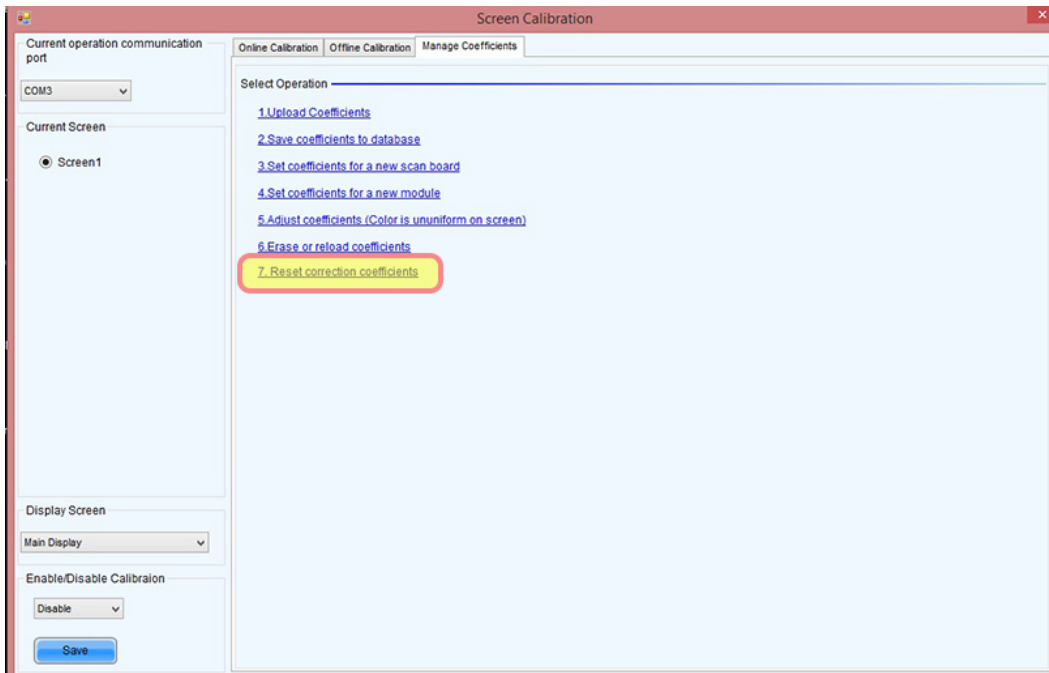 Screen Calibration
Current operation communication
port
COM3
Current Screen
Screen1
Display Screen
Main Display
Enable/Disable Calibraion
Disable
Save
Online Calibration
Offline Calibration
Manage Coefficients
Select Operation
1.Upload Coefficients
2.Save coefficients to database
3.Set coefficients for a new scan board
4.Set coefficients for a new module
5.Adjust coefficients (Color is ununiform on screen)
6.Erase or reload coefficients
7. Reset correction coefficients